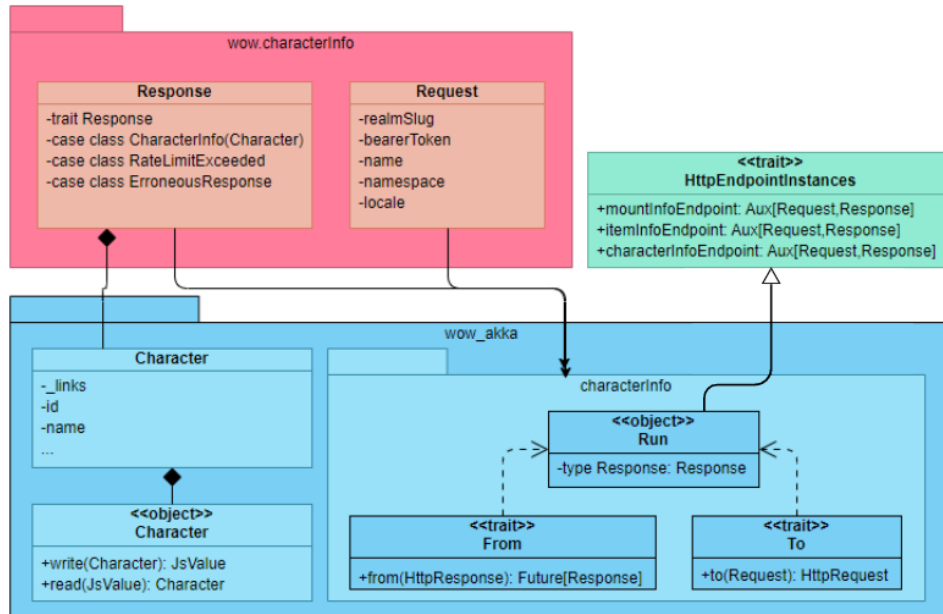 wow.characterInfo
Response
-trait Response
-case class CharacterInfo(Character)
-case class RateLimitExceeded
-case class ErroneousResponse
Request
-realmSlug
-bearerToken
-name
-namespace
-locale
<<trait>>
HttpEndpointInstances
+mountInfoEndpoint: Aux[Request,Response]
+itemInfoEndpoint: Aux[Request,Response]
+characterInfoEndpoint: Aux[Request,Response]
wow_akka
Character
-_links
-id
-name
...
<<object>>
Character
+write(Character): JsValue
+read(JsValue): Character
characterInfo
<<object>>
Run
-type Response: Response
<<trait>>
From
+from(HttpResponse): Future[Response]
<<trait>>
To
+to(Request): HttpRequest